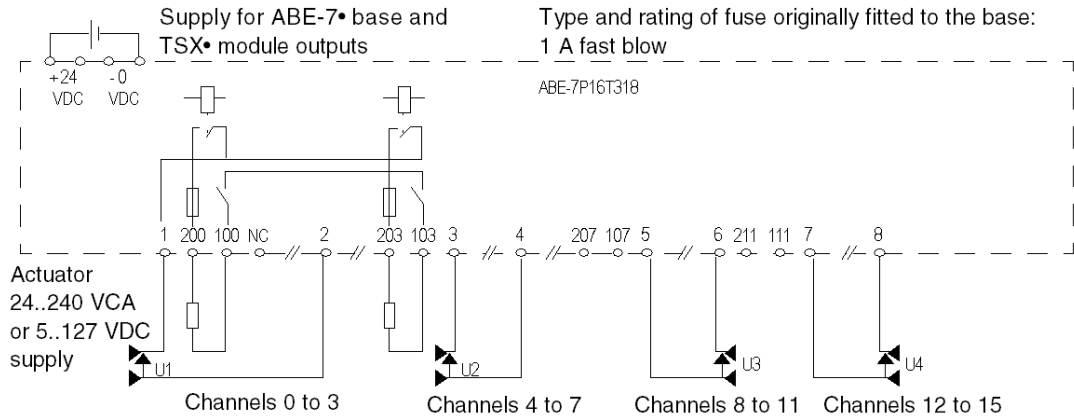 Supply for ABE-7• base and
TSX• module outputs
Type and rating of fuse originally fitted to the base:
1 A fast blow
+24
VDC
-0
VDC
ABE-7P16T318
1 200 100 NC 2 203 103 3 4 207 107 5 6 211 111 7 8
Actuator
24..240 VCA
or 5..127 VDC
supply
U1 U2 U3 U4
Channels 0 to 3 Channels 4 to 7 Channels 8 to 11 Channels 12 to 15